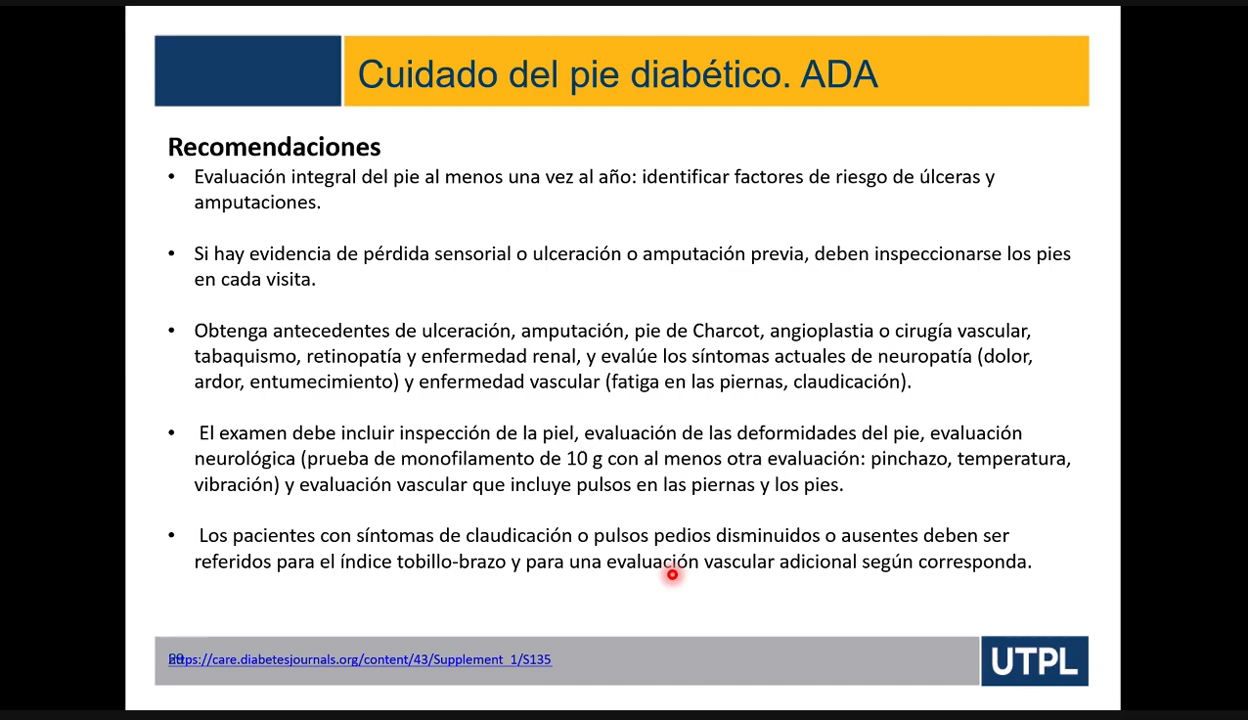 Cuidado del pie diabético. ADA
Recomendaciones
• Evaluación integral del pie al menos una vez al año: identificar factores de riesgo de úlceras y
amputaciones.
• Si hay evidencia de pérdida sensorial o ulceración o amputación previa, deben inspeccionarse los pies
en cada visita.
• Obtenga antecedentes de ulceración, amputación, pie de Charcot, angioplastia o cirugía vascular,
tabaquismo, retinopatía y enfermedad renal, y evalúe los síntomas actuales de neuropatía (dolor,
ardor, entumecimiento) y enfermedad vascular (fatiga en las piernas, claudicación).
• El examen debe incluir inspección de la piel, evaluación de las deformidades del pie, evaluación
neurológica (prueba de monofilamento de 10 g con al menos otra evaluación: pinchazo, temperatura,
vibración) y evaluación vascular que incluye pulsos en las piernas y los pies.
• Los pacientes con síntomas de claudicación o pulsos pedios disminuidos o ausentes deben ser
referidos para el índice tobillo-brazo y para una evaluación vascular adicional según corresponda.
https://care.diabetesjournals.org/content/43/Supplement_1/S135
UTPL